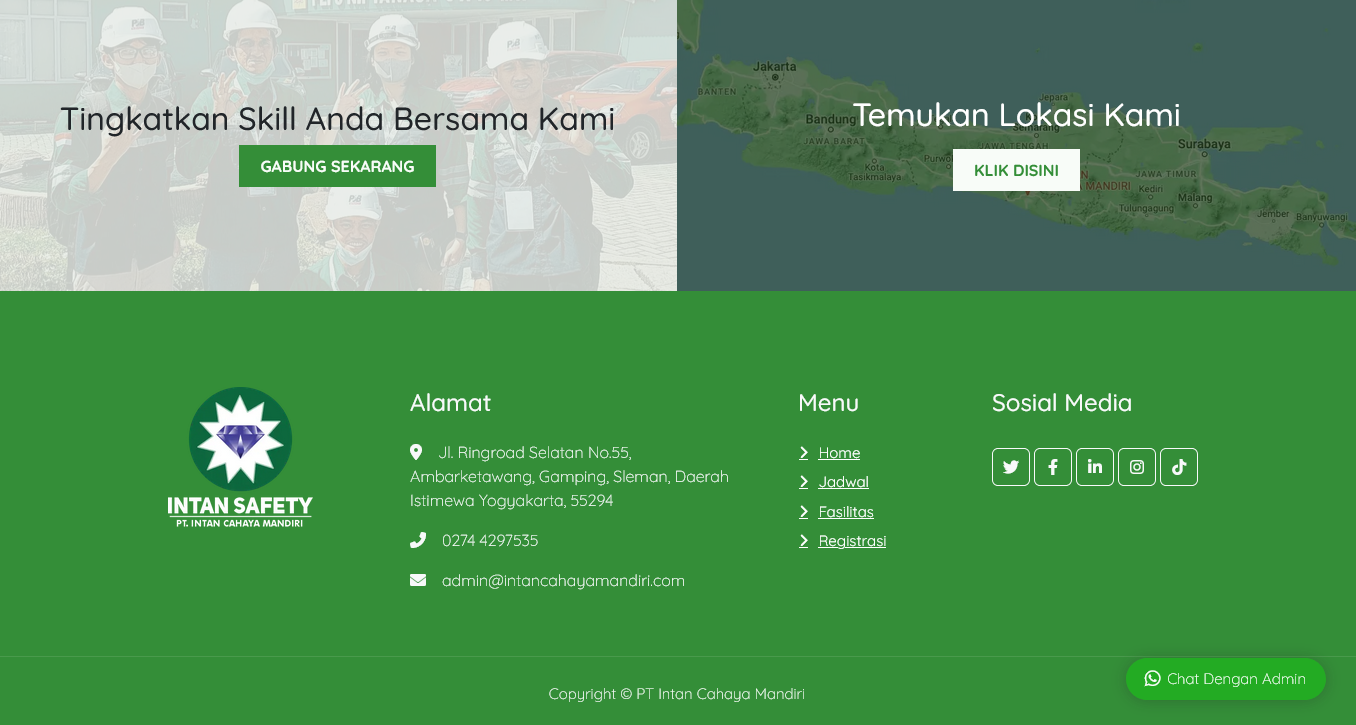 Tingkatkan Skill Anda Bersama Kami
GABUNG SEKARANG
Jakarta
BANTEN
Jepara
Bandung
Temukan Lokasi Kami
Semarang
JAWA BARAT
JAWA TENGAH
Surabaya
Kota
Tasikmalaya
KLIK DISINI
JAWA TIMUR
MANDIRI
Kediri
Malang
Tulungagung
Jember
Banyuwangi
INTAN SAFETY
PT. INTAN CAHAYA MANDIRI
Alamat
Jl. Ringroad Selatan No.55,
Ambarketawang, Gamping, Sleman, Daerah
Istimewa Yogyakarta, 55294
0274 4297535
admin@intancahayamandiri.com
Menu
Home
Jadwal
Fasilitas
Registrasi
Sosial Media
Copyright © PT Intan Cahaya Mandiri
Chat Dengan Admin